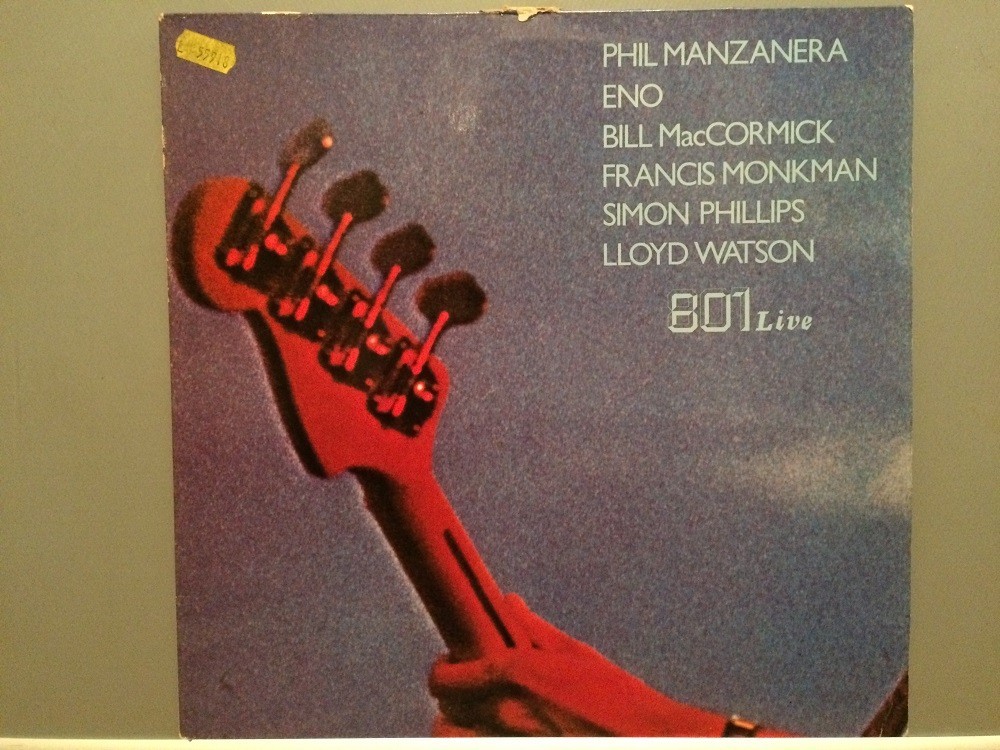 PHIL MANZANERA
ENO
BILL MacCORMICK
FRANCIS MONKMAN
SIMON PHILLIPS
LLOYD WATSON
801 Live